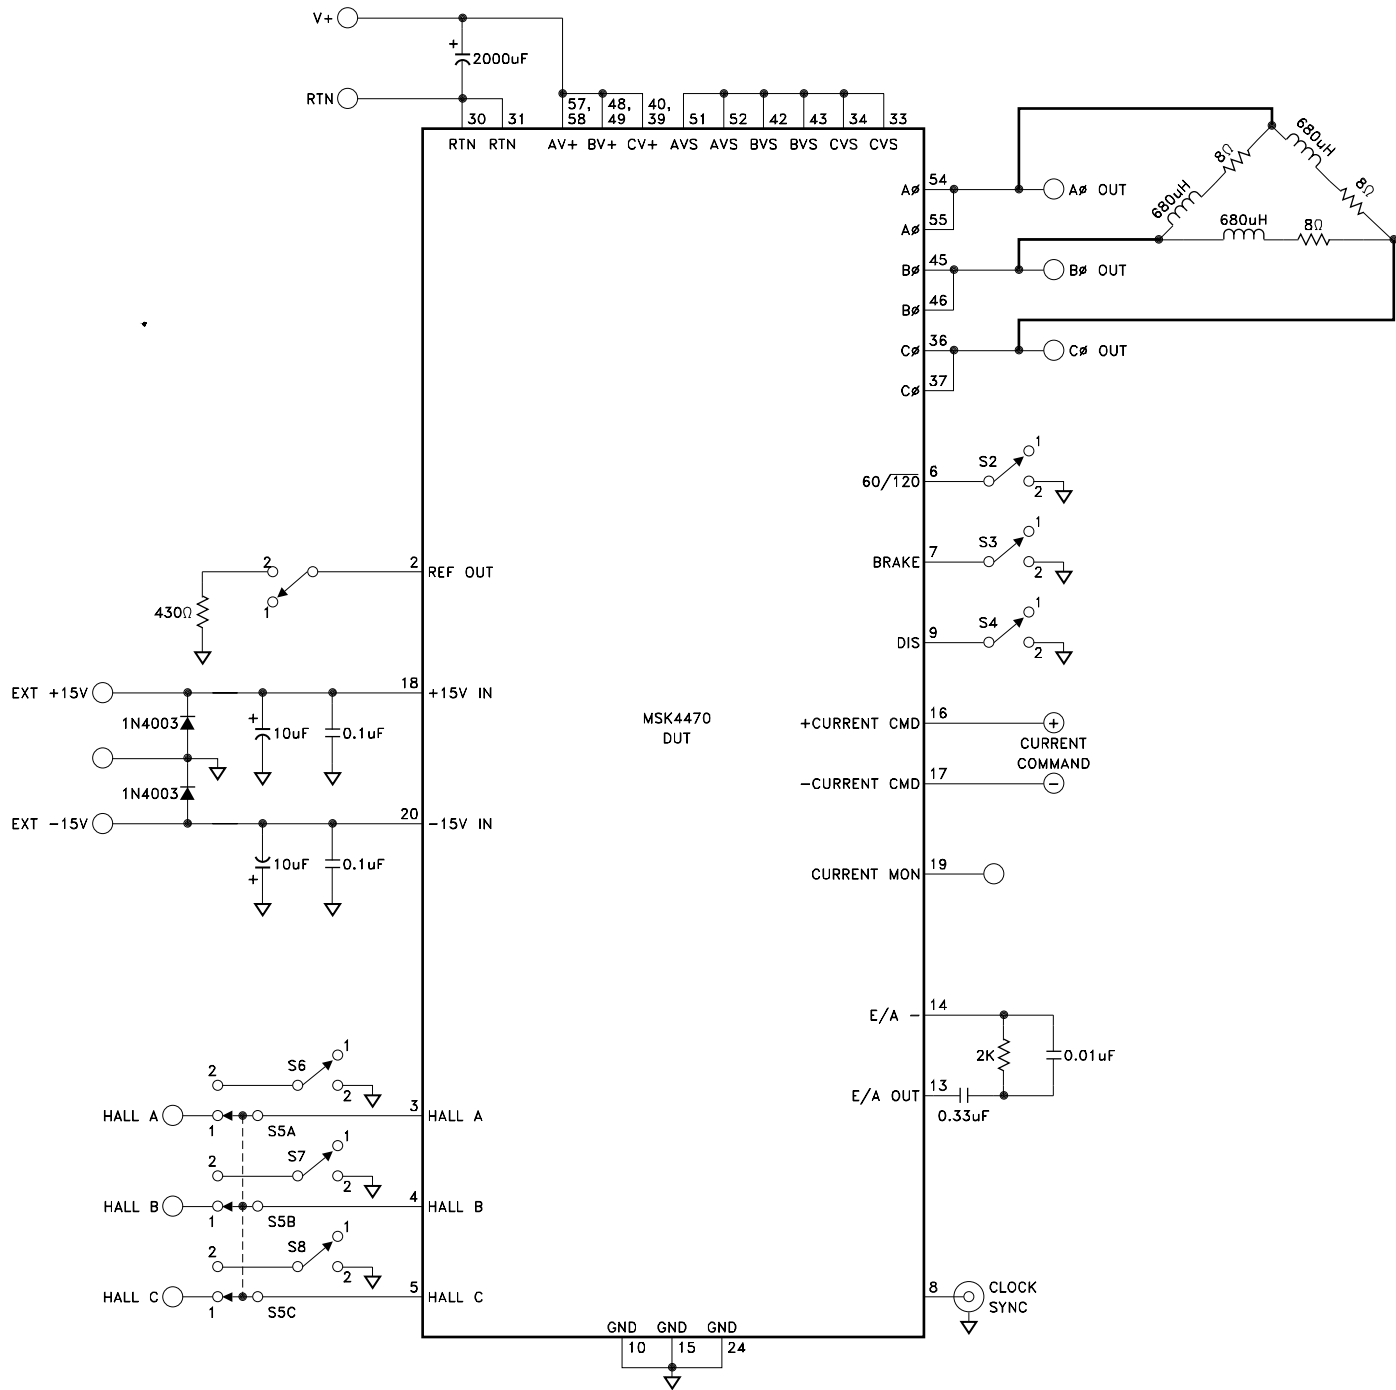 V+
2000uF
+
RTN
30 31 57, 58 48, 49 40, 39 51 52 42 43 34 33
RTN RTN AV+ BV+ CV+ AVS AVS BVS BVS CVS CVS
680uH
8Ω
8Ω
680uH
680uH 8Ω
AØ 54 AØ OUT
AØ 55
BØ 45 BØ OUT
BØ 46
CØ 36 CØ OUT
CØ 37
S2 1
60/120 6
2
S3 1
BRAKE 7
2
S4 1
DIS 9
2
2
2 REF OUT
1
430Ω
EXT +15V 18 +15V IN
1N4003 + 10uF 0.1uF
1N4003
EXT -15V 20 -15V IN
10uF 0.1uF
+
MSK4470
DUT
+CURRENT CMD 16 +
CURRENT
COMMAND
-CURRENT CMD 17 -
CURRENT MON 19
E/A - 14
2K 0.01uF
E/A OUT 13
0.33uF
S6 1
2
2
HALL A 3 HALL A
1 S5A
S7 1
2
2
HALL B 4 HALL B
1 S5B
S8 1
2
2
HALL C 5 HALL C
1 S5C
8 CLOCK
SYNC
GND GND GND
10 15 24